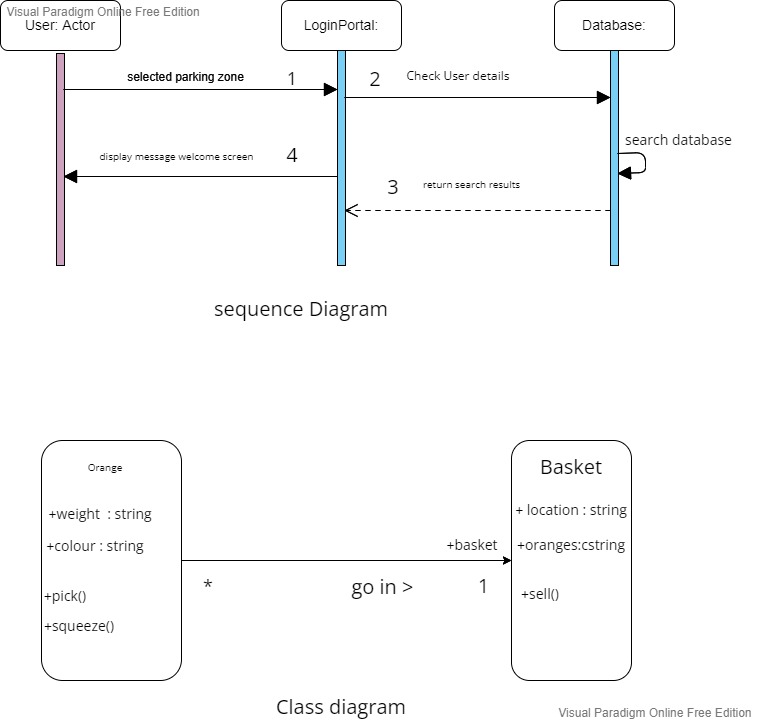 Visual Paradigm Online Free Edition
User: Actor
LoginPortal:
Database:
selected parking zone
1
2
Check User details
search database
display message welcome screen
4
3
return search results
sequence Diagram
Orange
+weight : string
+colour : string
+pick()
+squeeze()
*
go in >
+basket
1
Basket
+ location : string
+oranges:cstring
+sell()
Class diagram
Visual Paradigm Online Free Edition